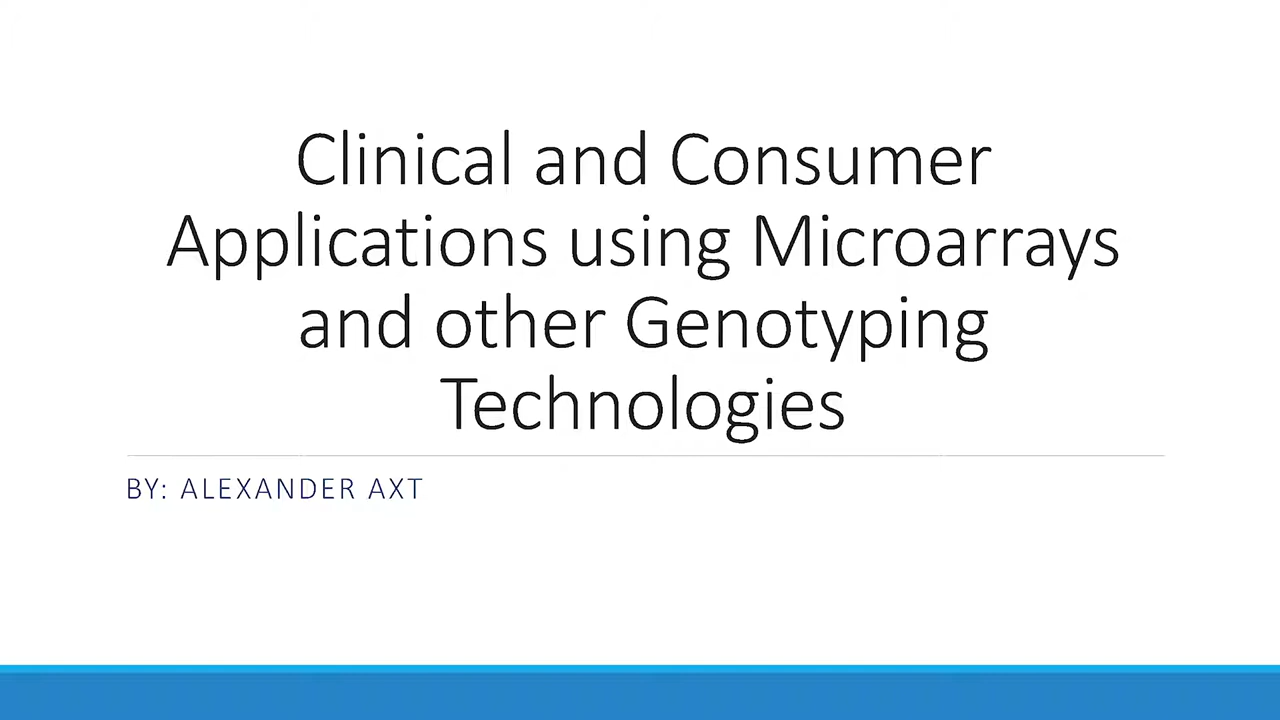 Clinical and Consumer
Applications using Microarrays
and other Genotyping
Technologies
BY: ALEXANDER AXT